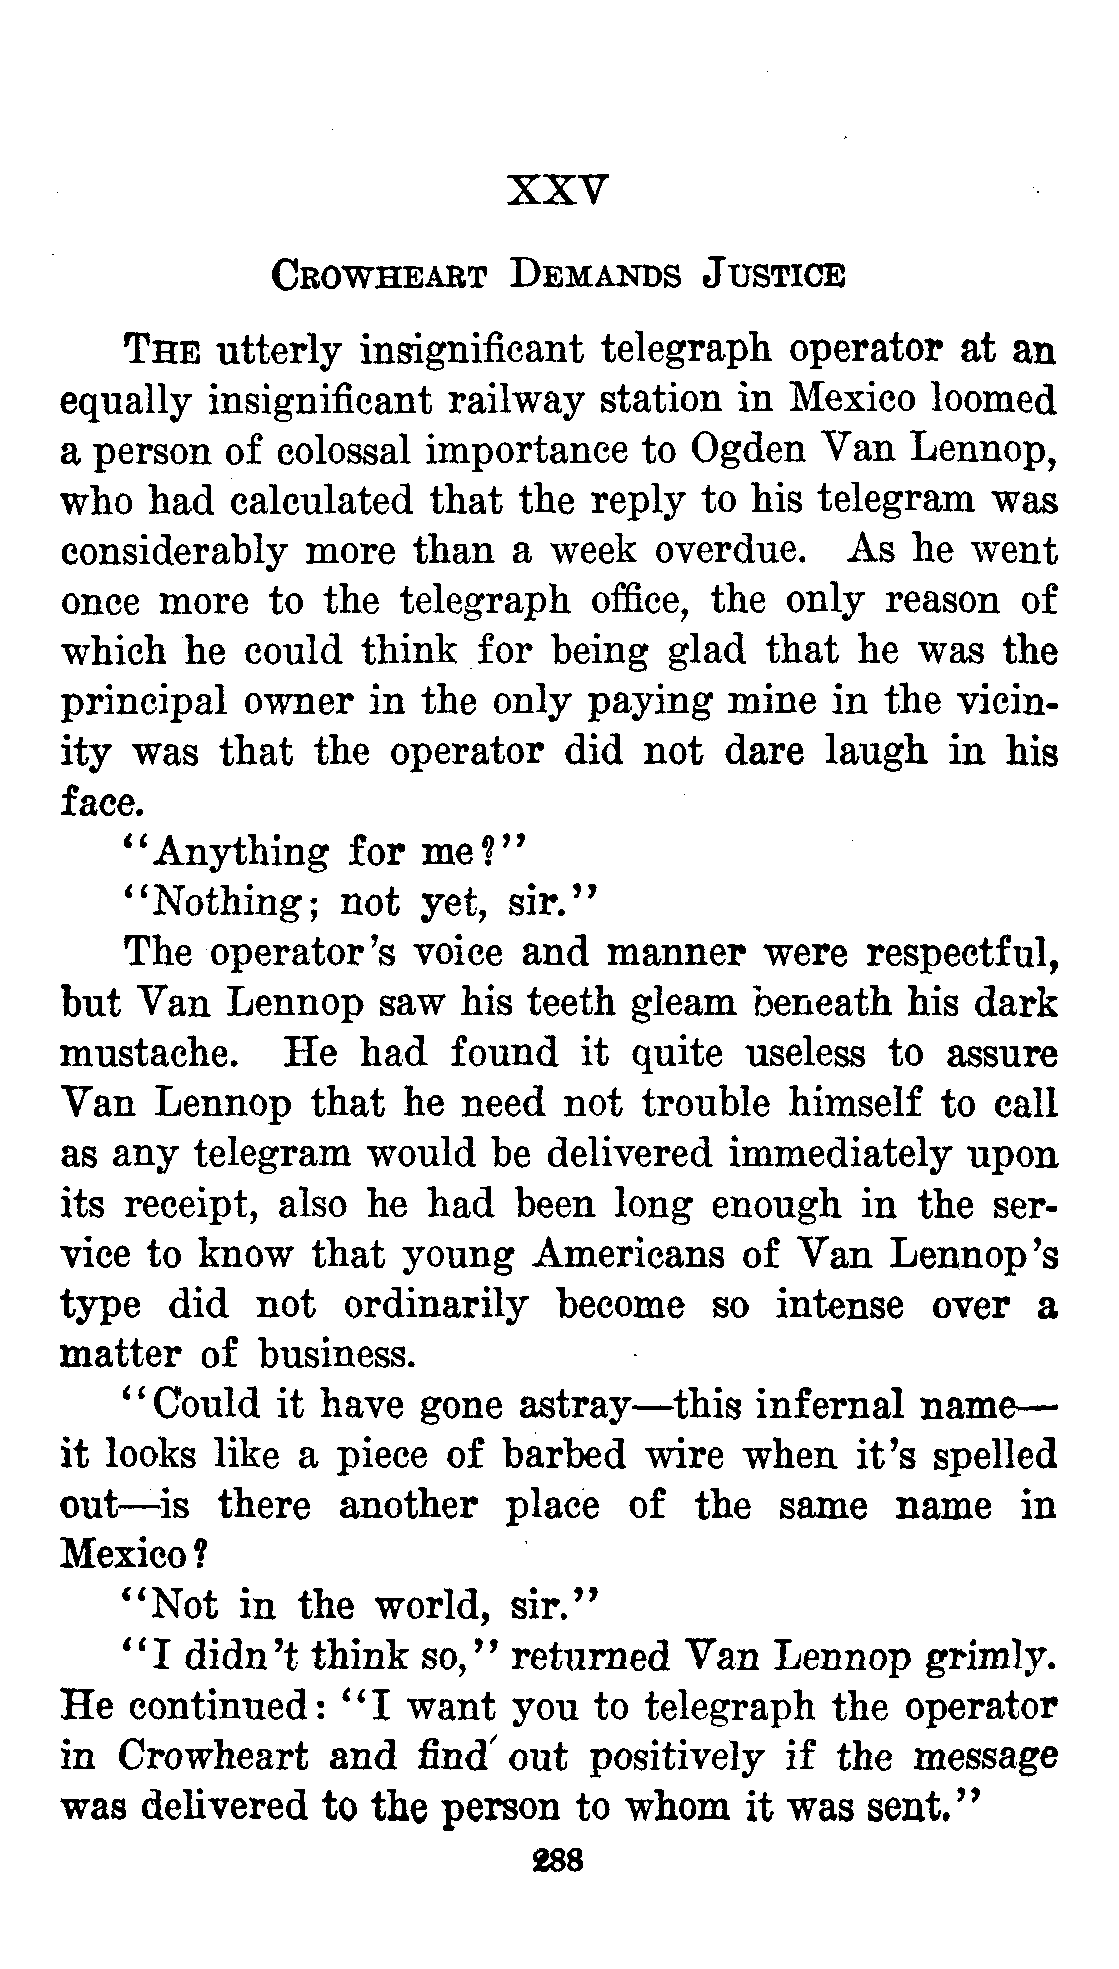 XXV
Crowheart Demands Justice
The utterly insignificant telegraph operator at an
equally insignificant railway station in Mexico loomed
a person of colossal importance to Ogden Van Lennop,
who had calculated that the reply to his telegram was
considerably more than a week overdue. As he went
once more to the telegraph office, the only reason of
which he could think for being glad that he was the
principal owner in the only paying mine in the vicin-
ity was that the operator did not dare laugh in his
face.
"Anything for me?"
"Nothing; not yet, sir."
The operator's voice and manner were respectful,
but Van Lennop saw his teeth gleam beneath his dark
mustache. He had found it quite useless to assure
Van Lennop that he need not trouble himself to call
as any telegram would be delivered immediately upon
its receipt, also he had been long enough in the ser-
vice to know that young Americans of Van Lennop's
type did not ordinarily become so intense over a
matter of business.
"Could it have gone astray—this infernal name—
it looks like a piece of barbed wire when it's spelled
out—is there another place of the same name in
Mexico?
"Not in the world, sir."
"I didn't think so," returned Van Lennop grimly.
He continued: "I want you to telegraph the operator
in Crowheart and find out positively if the message
was delivered to the person to whom it was sent."
288